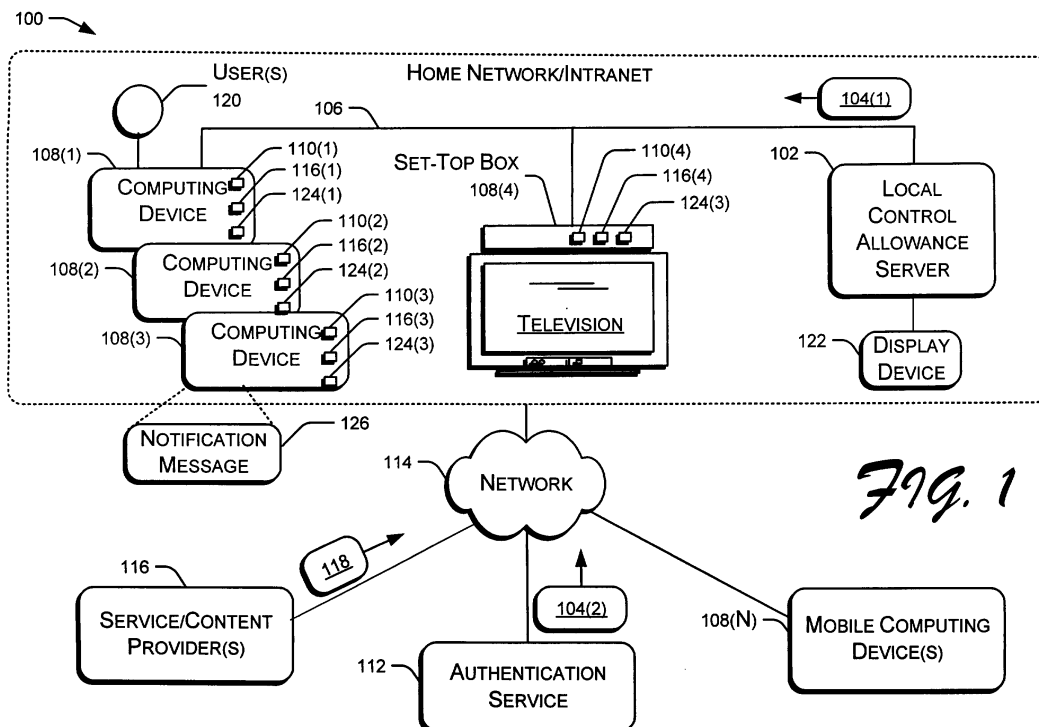 100
USER(S)
120
HOME NETWORK/INTRANET
104(1)
106
108(1)
110(1)
116(1)
124(1)
COMPUTING
DEVICE
SET-TOP BOX
108(4)
110(4)
116(4)
124(3)
102
LOCAL
CONTROL
ALLOWANCE
SERVER
108(2)
110(2)
116(2)
124(2)
COMPUTING
DEVICE
108(3)
110(3)
116(3)
124(3)
COMPUTING
DEVICE
TELEVISION
122
DISPLAY
DEVICE
NOTIFICATION
MESSAGE
126
114
NETWORK
FIG. 1
118
116
SERVICE/CONTENT
PROVIDER(S)
104(2)
112
AUTHENTICATION
SERVICE
108(N)
MOBILE COMPUTING
DEVICE(S)